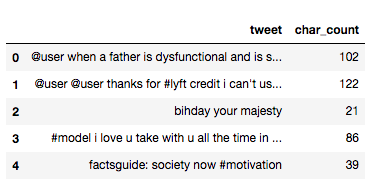 tweet char_count
0 @user when a father is dysfunctional and is s... 102
1 @user @user thanks for #lyft credit i can't us... 122
2 bihday your majesty 21
3 #model i love u take with u all the time in ... 86
4 factsguide: society now #motivation 39